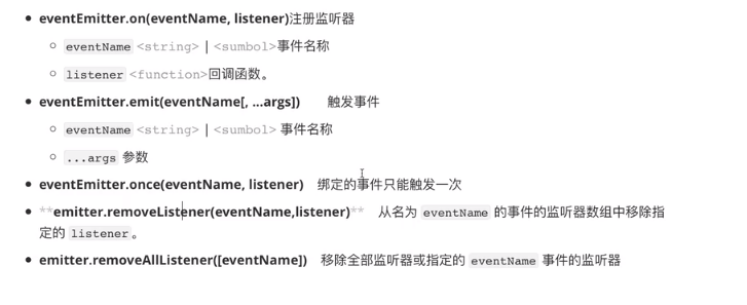 eventEmitter.on(eventName, listener)注册监听器
eventName <string> | <sumbol>事件名称
listener <function>回调函数。
eventEmitter.emit(eventName[, ...args]) 触发事件
eventName <string> | <sumbol> 事件名称
...args 参数
eventEmitter.once(eventName, listener) 绑定的事件只能触发一次
**emitter.removeListener(eventName,listener)** 从名为 eventName 的事件的监听器数组中移除指
定的 listener。
emitter.removeAllListener([eventName]) 移除全部监听器或指定的 eventName 事件的监听器